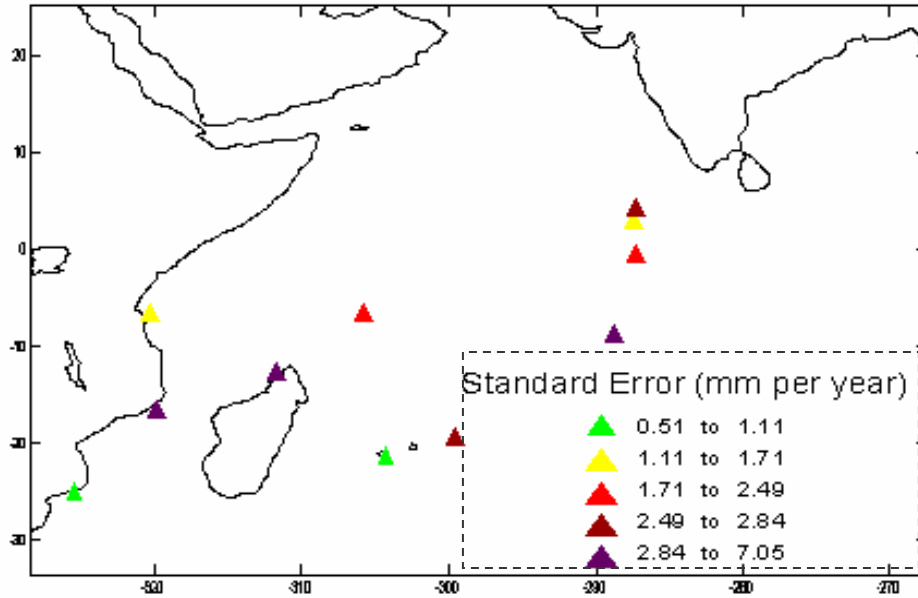 20
10
0
-10
-20
-30
Standard Error (mm per year)
0.51 to 1.11
1.11 to 1.71
1.71 to 2.49
2.49 to 2.84
2.84 to 7.05
-320 -310 -300 -290 -280 -270